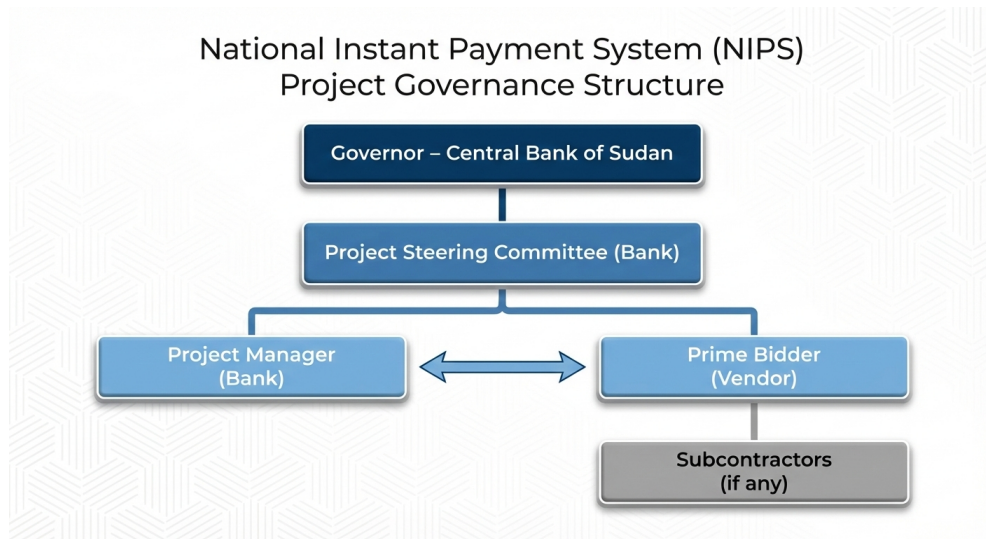 National Instant Payment System (NIPS)
Project Governance Structure
Governor – Central Bank of Sudan
Project Steering Committee (Bank)
Project Manager
(Bank)
Prime Bidder
(Vendor)
Subcontractors
(if any)